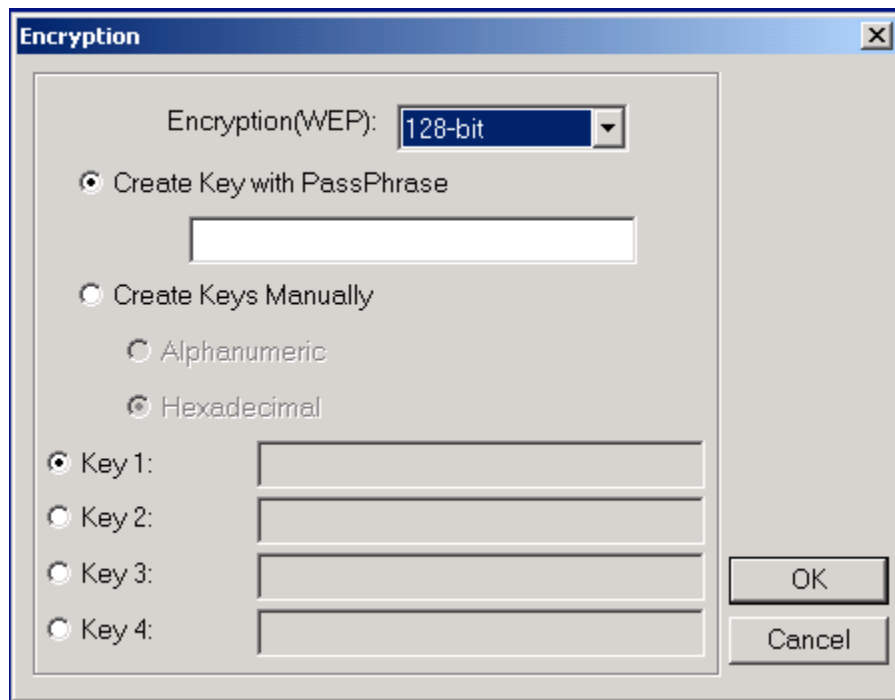 Encryption
Encryption(WEP): 128-bit
Create Key with PassPhrase
Create Keys Manually
Alphanumeric
Hexadecimal
Key 1:
Key 2:
Key 3:
OK
Key 4:
Cancel